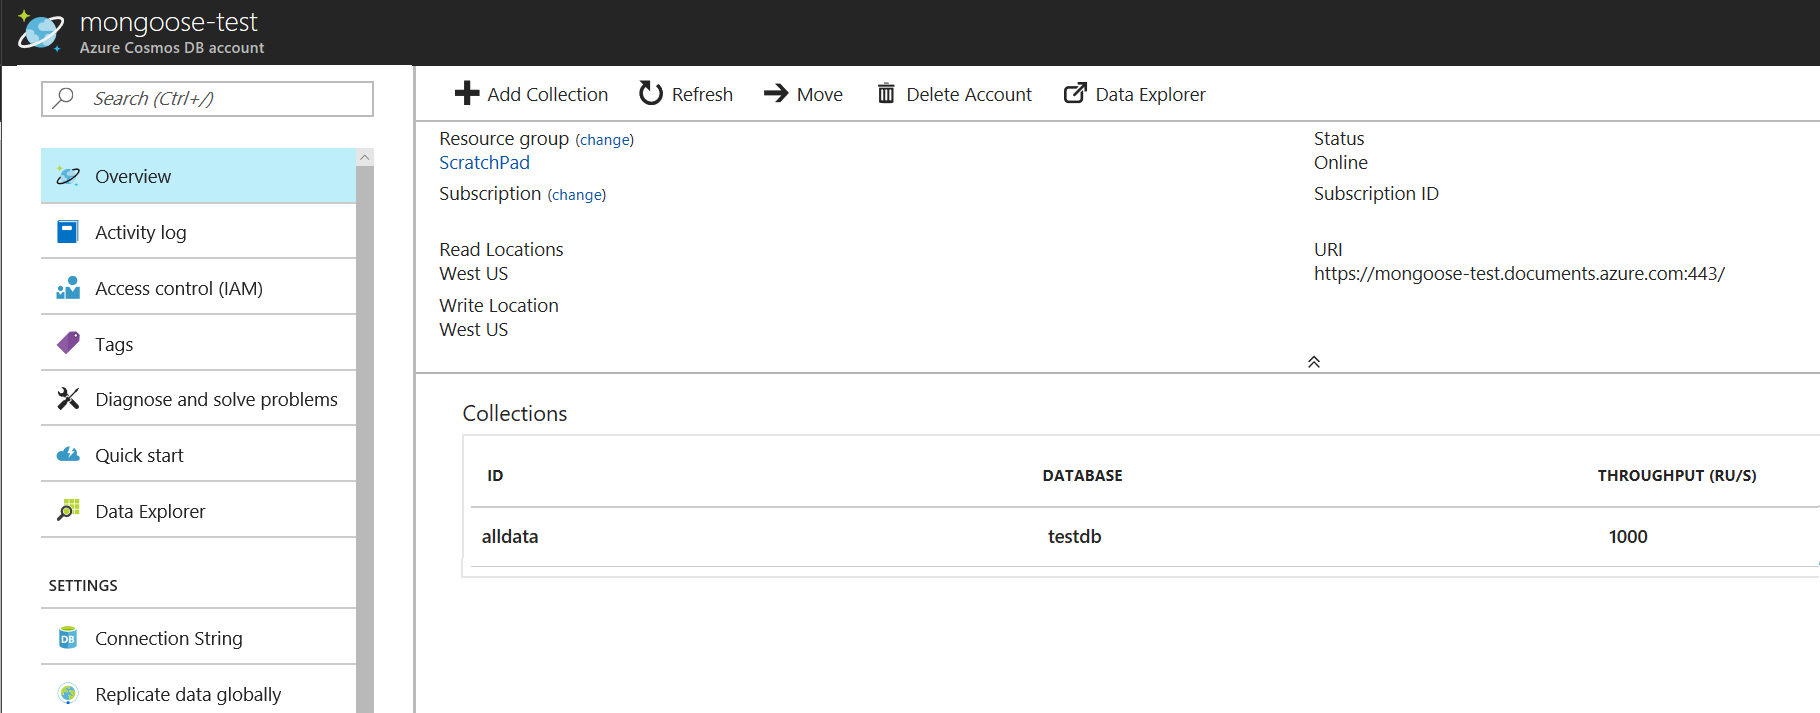 mongoose-test
Azure Cosmos DB account
Search (Ctrl+/)
Overview
Activity log
Access control (IAM)
Tags
Diagnose and solve problems
Quick start
Data Explorer
SETTINGS
Connection String
Replicate data globally
Add Collection Refresh Move Delete Account Data Explorer
Resource group (change)
ScratchPad
Subscription (change)
Read Locations
West US
Write Location
West US
Status
Online
Subscription ID
URI
https://mongoose-test.documents.azure.com:443/
Collections
ID DATABASE THROUGHPUT (RU/S)
alldata testdb 1000
DB